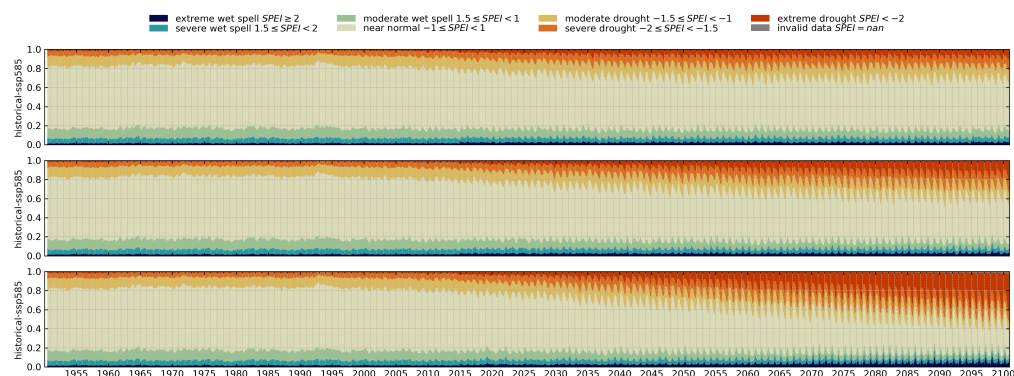 extreme wet spell SPEI ≥ 2
severe wet spell 1.5 ≤ SPEI < 2
moderate wet spell 1.5 ≤ SPEI < 1
near normal −1 ≤ SPEI < 1
moderate drought −1.5 ≤ SPEI < −1
severe drought −2 ≤ SPEI < −1.5
extreme drought SPEI < −2
invalid data SPEI = nan
historical-ssp585
1.0
0.8
0.6
0.4
0.2
0.0
historical-ssp585
1.0
0.8
0.6
0.4
0.2
0.0
historical-ssp585
1.0
0.8
0.6
0.4
0.2
0.0
1955 1960 1965 1970 1975 1980 1985 1990 1995 2000 2005 2010 2015 2020 2025 2030 2035 2040 2045 2050 2055 2060 2065 2070 2075 2080 2085 2090 2095 2100